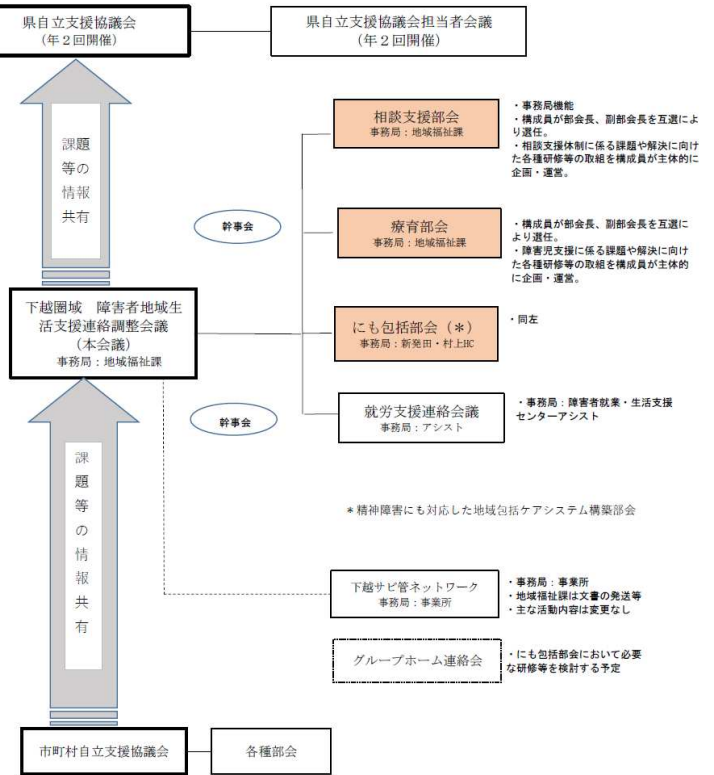 県自立支援協議会
(年2回開催)
県自立支援協議会担当者会議
(年2回開催)
課題
等の
情報
共有
相談支援部会
事務局：地域福祉課
・事務局機能
・構成員が部会長、副部会長を互選によ
り選任。
・相談支援体制に係る課題や解決に向け
た各種研修等の取組を構成員が主体的に
企画・運営。
幹事会
療育部会
事務局：地域福祉課
・構成員が部会長、副部会長を互選に
より選任。
・障害児支援に係る課題や解決に向け
た各種研修等の取組を構成員が主体的
に企画・運営。
下越圏域　障害者地域生
活支援連絡調整会議
(本会議)
事務局：地域福祉課
にも包括部会（＊）
事務局：新発田・村上HC
・同左
幹事会
就労支援連絡会議
事務局：アシスト
・事務局：障害者就業・生活支援
センターアシスト
課
題
等
の
情
報
共
有
＊精神障害にも対応した地域包括ケアシステム構築部会
下越サビ管ネットワーク
事務局：事業所
・事務局：事業所
・地域福祉課は文書の発送等
・主な活動内容は変更なし
グループホーム連絡会
・にも包括部会において必要
な研修等を検討する予定
市町村自立支援協議会
各種部会